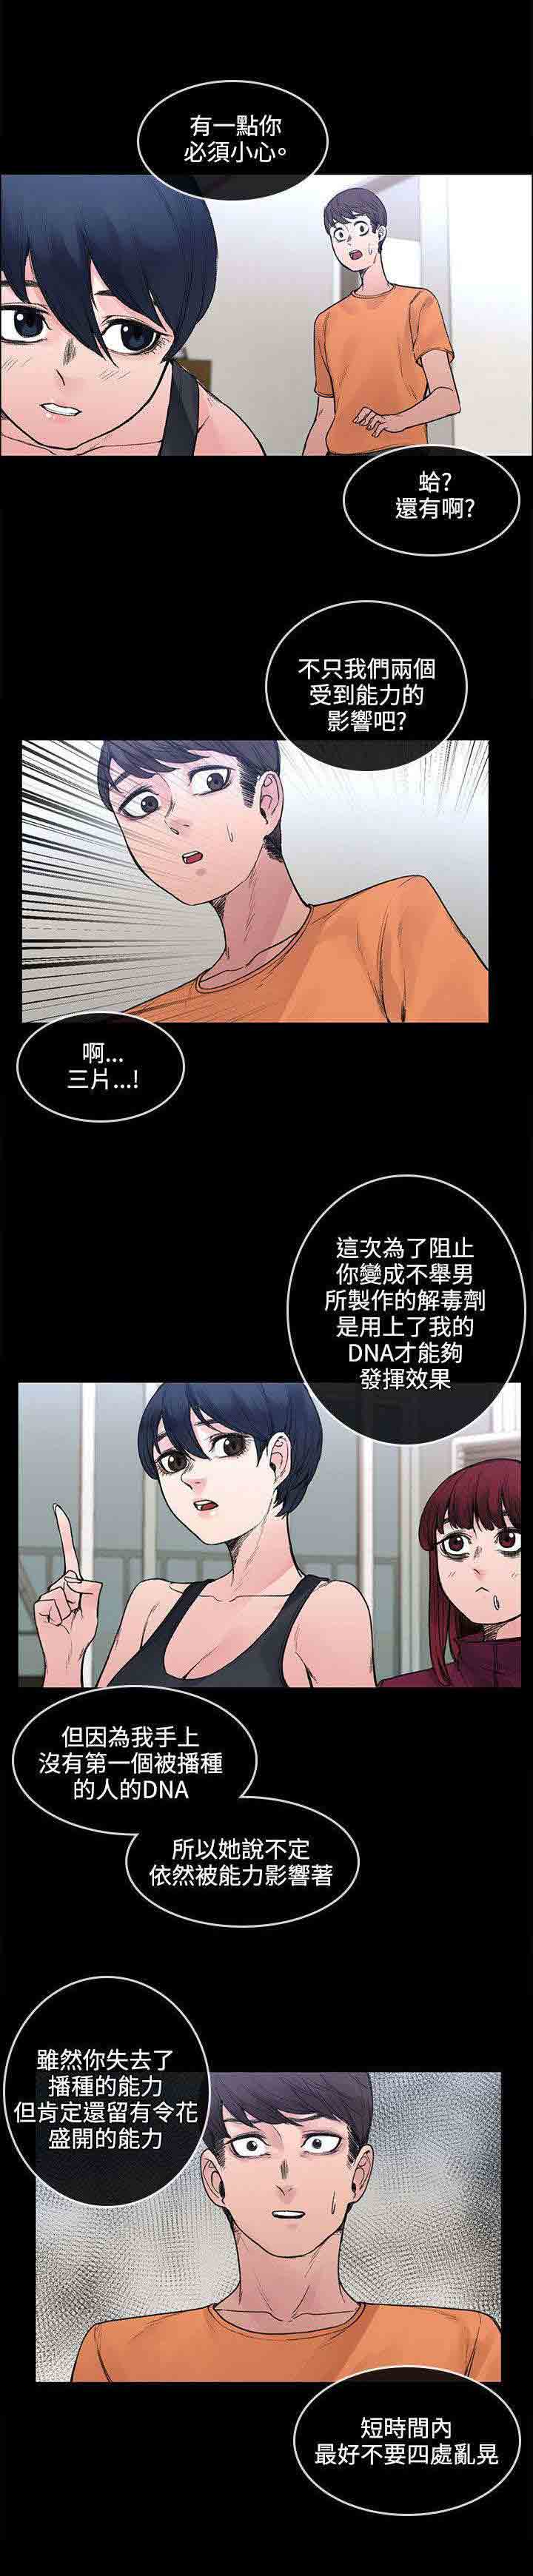 有一點你
必須小心。
蛤?
還有啊?
不只我們兩個
受到能力的
影響吧?
啊...
三片...!
這次為了阻止
你變成不舉男
所製作的解毒劑
是用上了我的
DNA才能夠
發揮效果
但因為我手上
沒有第一個被播種
的人的DNA
所以她說不定
依然被能力影響著
雖然你失去了
播種的能力
但肯定還留有令花
盛開的能力
短時間內
最好不要四處亂晃